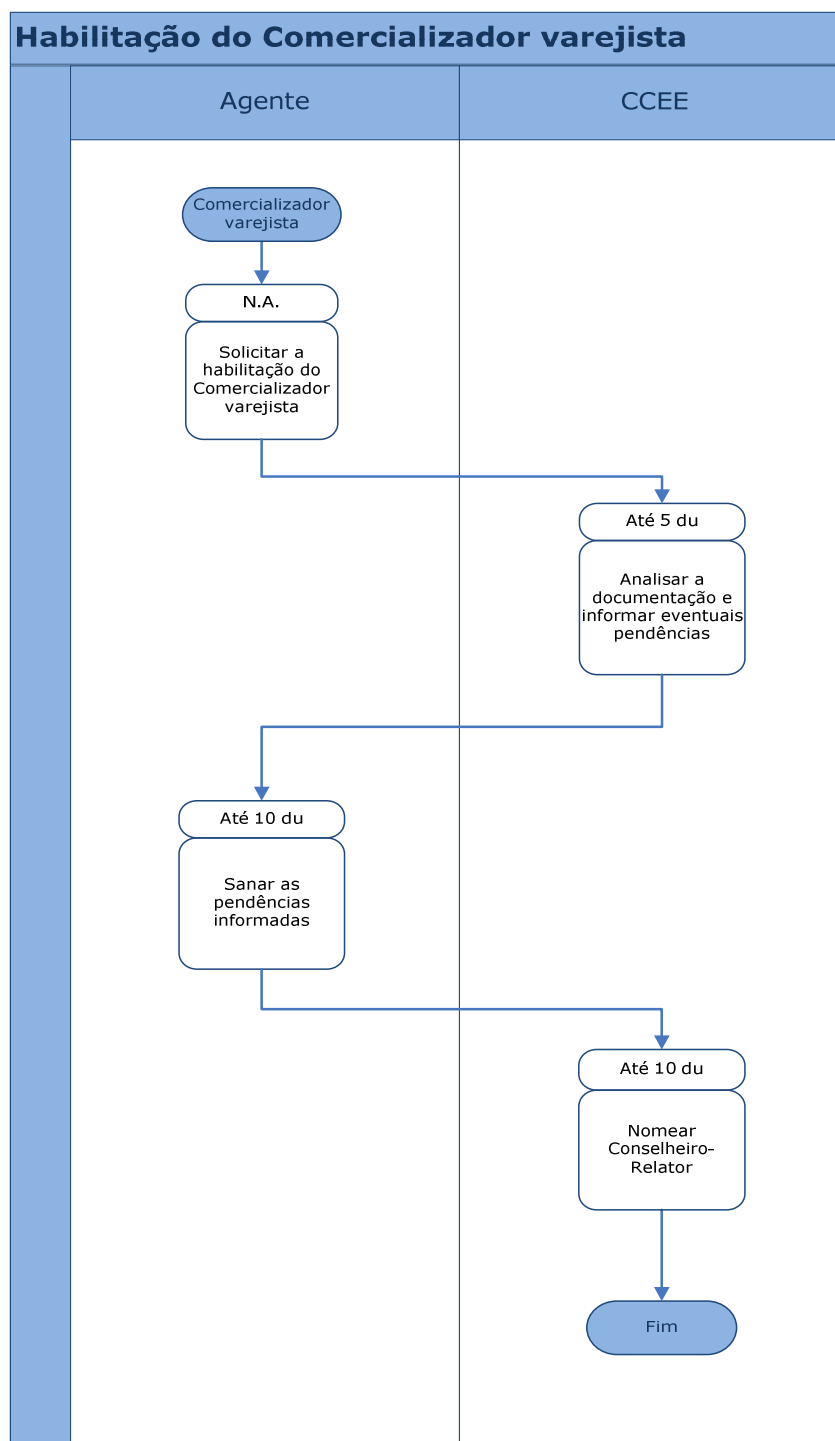 Habilitação do Comercializador varejista
Agente
CCEE
Comercializador
varejista
N.A.
Solicitar a
habilitação do
Comercializador
varejista
Até 5 du
Analisar a
documentação e
informar eventuais
pendências
Até 10 du
Sanar as
pendências
informadas
Até 10 du
Nomear
Conselheiro-
Relator
Fim